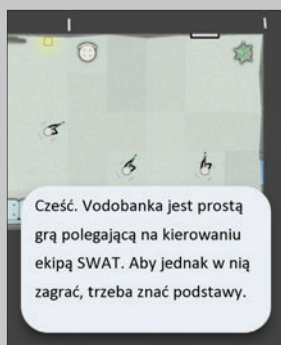 Cześć. Vodobanka jest prostą
grą polegającą na kierowaniu
ekipą SWAT. Aby jednak w nią
zagrać, trzeba znać podstawy.